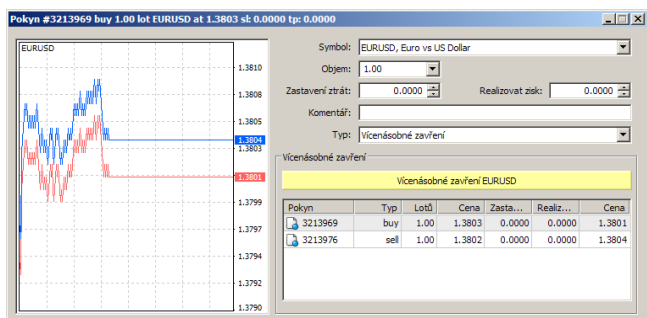 Pokyn #3213969 buy 1.00 lot EURUSD at 1.3803 sl: 0.0000 tp: 0.0000
EURUSD
1.3810
1.3808
1.3805
1.3804
1.3803
1.3801
1.3799
1.3797
1.3794
1.3792
1.3790
Symbol: EURUSD, Euro vs US Dollar
Objem: 1.00
Zastavení ztrát: 0.0000 Realizovat zisk: 0.0000
Komentář:
Typ: Vícenásobné zavření
Vícenásobné zavření
Vícenásobné zavření EURUSD
Pokyn Typ Lotů Cena Zasta... Realiz... Cena
3213969 buy 1.00 1.3803 0.0000 0.0000 1.3801
3213976 sell 1.00 1.3802 0.0000 0.0000 1.3804